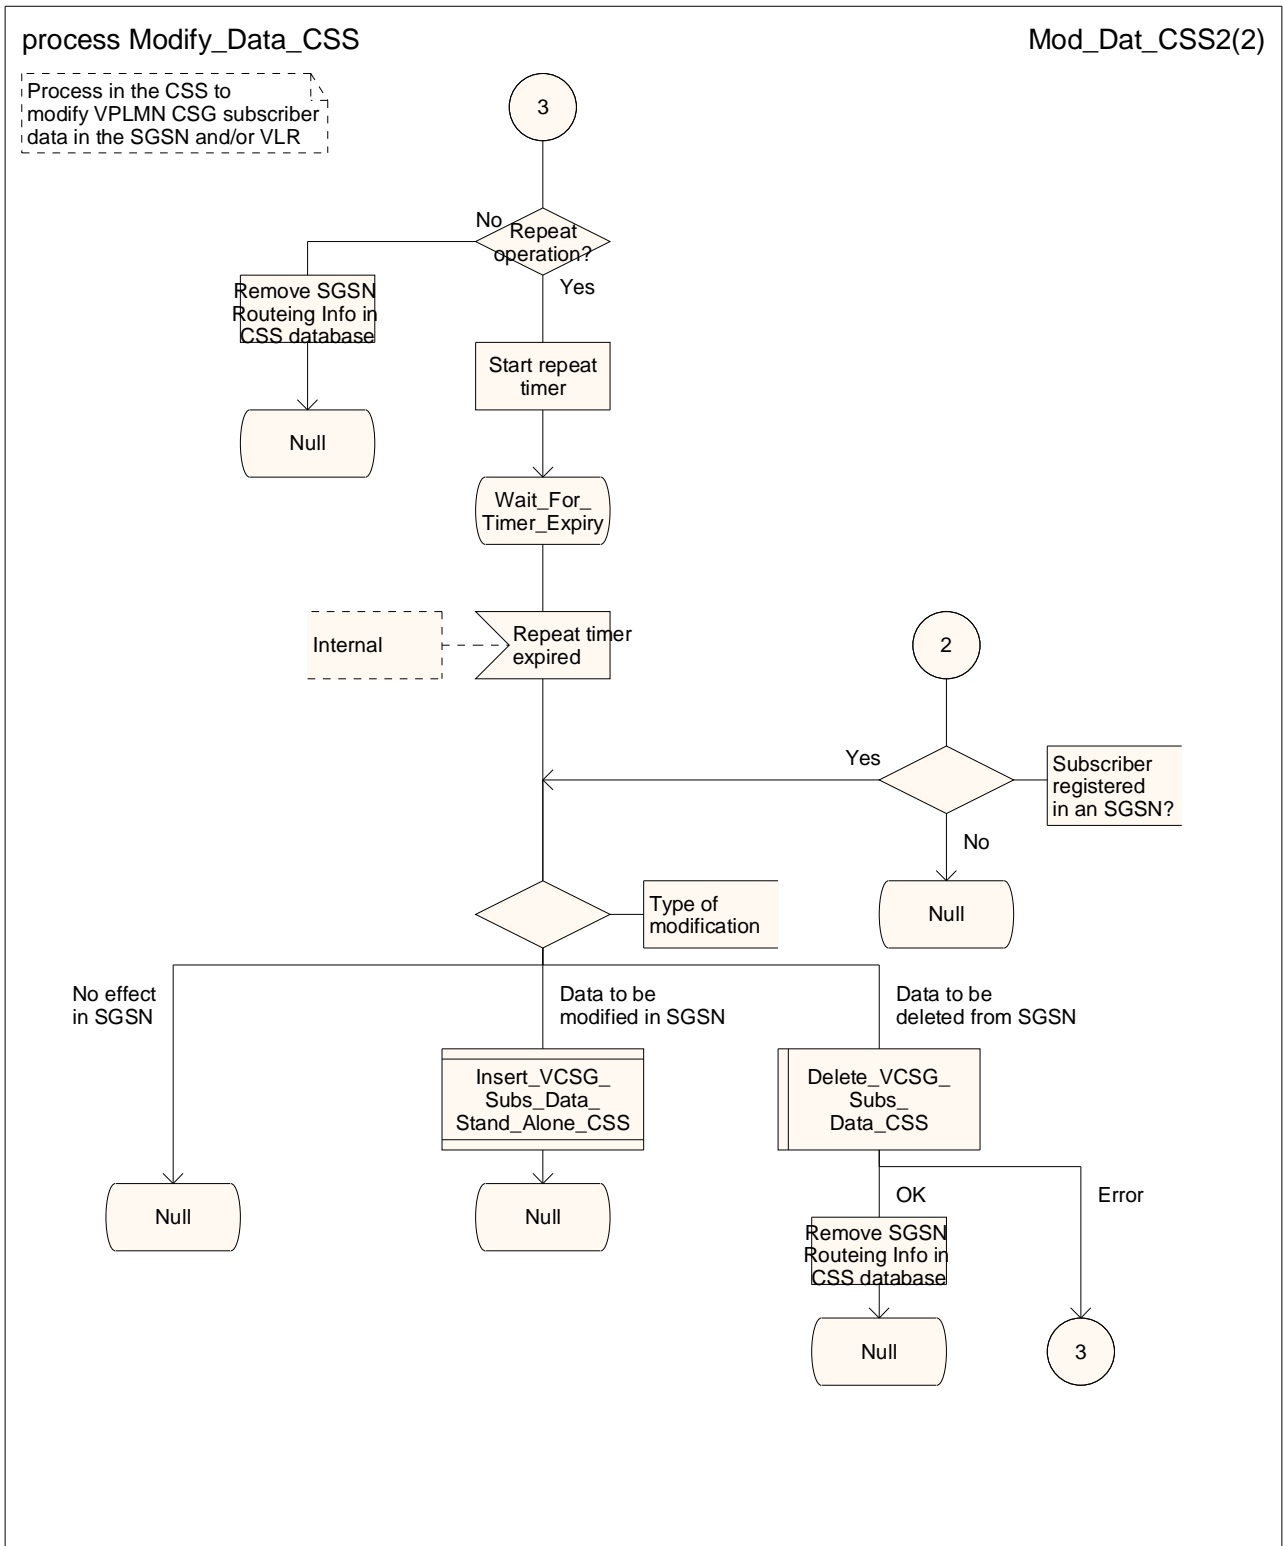 process Modify_Data_CSS
Mod_Dat_CSS2(2)
Process in the CSS to
modify VPLMN CSG subscriber
data in the SGSN and/or VLR
3
No
Repeat
operation?
Yes
Remove SGSN
Routeing Info in
CSS database
Start repeat
timer
Null
Wait_For_
Timer_Expiry
Internal
Repeat timer
expired
2
Yes
Subscriber
registered
in an SGSN?
No
Null
Type of
modification
No effect
in SGSN
Data to be
modified in SGSN
Data to be
deleted from SGSN
Insert_VCSG_
Subs_Data_
Stand_Alone_CSS
Delete_VCSG_
Subs_
Data_CSS
Null
Null
OK
Error
Remove SGSN
Routeing Info in
CSS database
Null
3